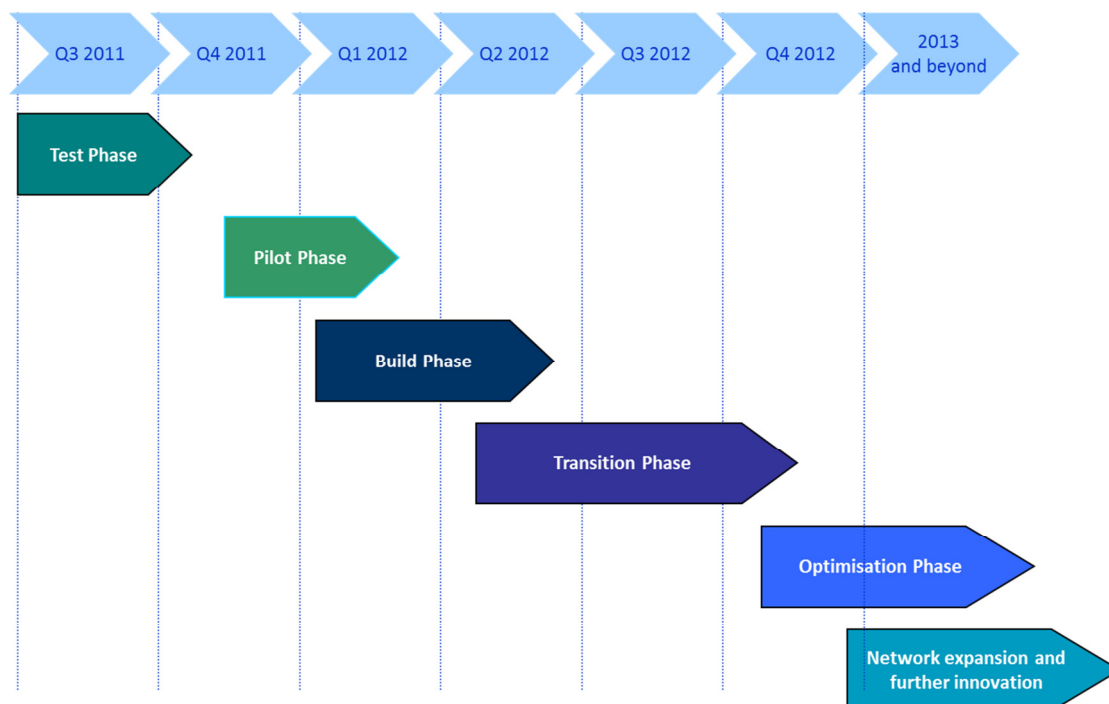 Q3 2011
Q4 2011
Q1 2012
Q2 2012
Q3 2012
Q4 2012
2013
and beyond
Test Phase
Pilot Phase
Build Phase
Transition Phase
Optimisation Phase
Network expansion and
further innovation